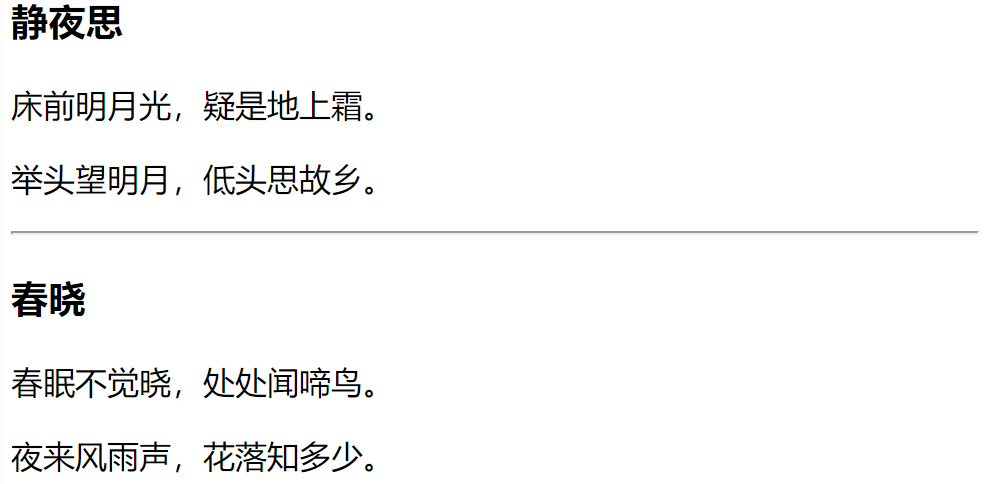 静夜思
床前明月光，疑是地上霜。
举头望明月，低头思故乡。
春晓
春眠不觉晓，处处闻啼鸟。
夜来风雨声，花落知多少。